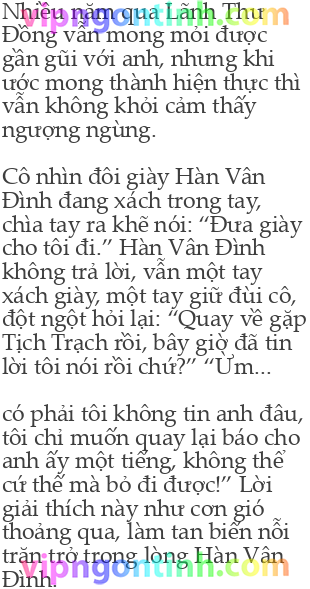 vipngontinh.com
Nhiều năm qua Lãnh Thư
Đồng vẫn mong mỏi được
gần gũi với anh, nhưng khi
ước mong thành hiện thực thì
vẫn không khỏi cảm thấy
ngượng ngùng.
Cô nhìn đôi giày Hàn Vân
Đình đang xách trong tay,
chìa tay ra khẽ nói: “Đưa giày
cho tôi đi.” Hàn Vân Đình
không trả lời, vẫn một tay
xách giày, một tay giữ đùi cô,
đột ngột hỏi lại: “Quay về gặp
Tịch Trạch rồi, bây giờ đã tin
lời tôi nói rồi chứ?” “Ừm...
có phải tôi không tin anh đâu,
tôi chỉ muốn quay lại báo cho
anh ấy một tiếng, không thể
cứ thế mà bỏ đi được!” Lời
giải thích này như cơn gió
thoảng qua, làm tan biến nỗi
trăn trở trong lòng Hàn Vân
Đình.
vipngontinh.com